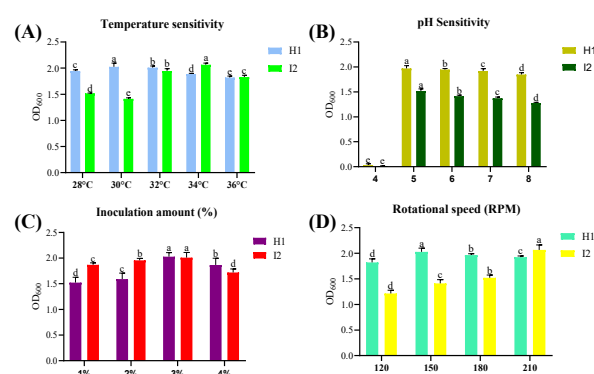 (A)
Temperature sensitivity
H1
I2
OD600
2.5
2.0
1.5
1.0
0.5
0.0
c d a e b b d a e c
28°C 30°C 32°C 34°C 36°C
(B)
pH Sensitivity
H1
I2
OD600
2.5
2.0
1.5
1.0
0.5
0.0
a a b b c c d d
4 5 6 7 8
(C)
Inoculation amount (%)
H1
I2
OD600
2.5
2.0
1.5
1.0
0.5
0.0
d c c b a a b d
1% 2% 3% 4%
(D)
Rotational speed (RPM)
H1
I2
OD600
2.5
2.0
1.5
1.0
0.5
0.0
d d a c b b c a
120 150 180 210